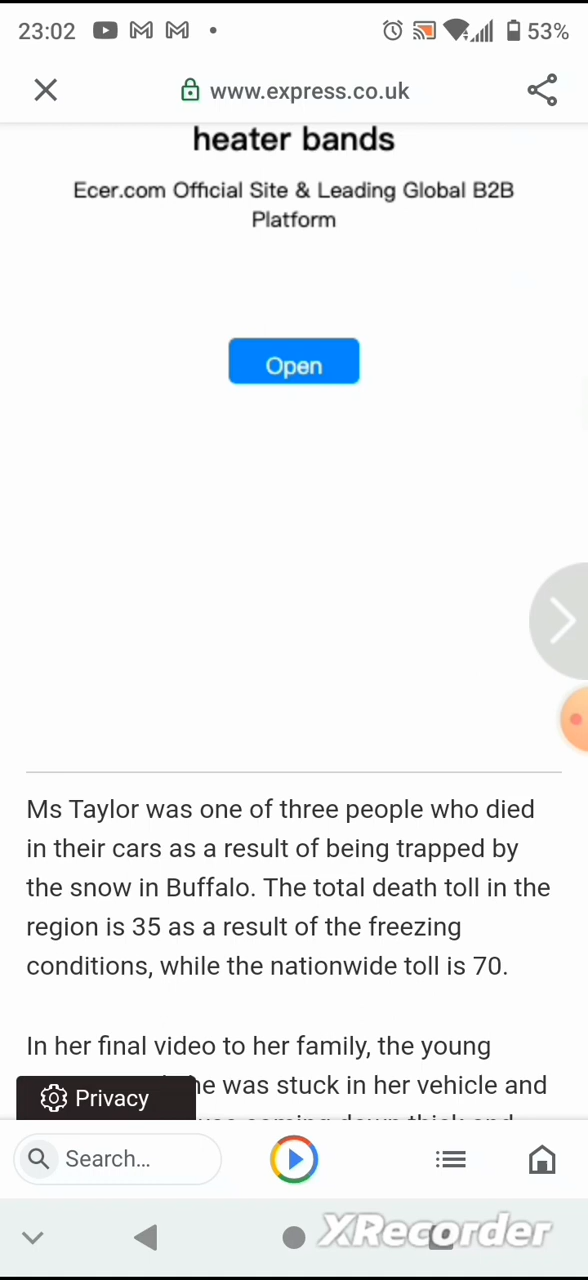 23:02
53%
www.express.co.uk
heater bands
Ecer.com Official Site & Leading Global B2B
Platform
Open
Ms Taylor was one of three people who died
in their cars as a result of being trapped by
the snow in Buffalo. The total death toll in the
region is 35 as a result of the freezing
conditions, while the nationwide toll is 70.
In her final video to her family, the young
he was stuck in her vehicle and
Privacy
coming down thick and
Search...
XRecorder